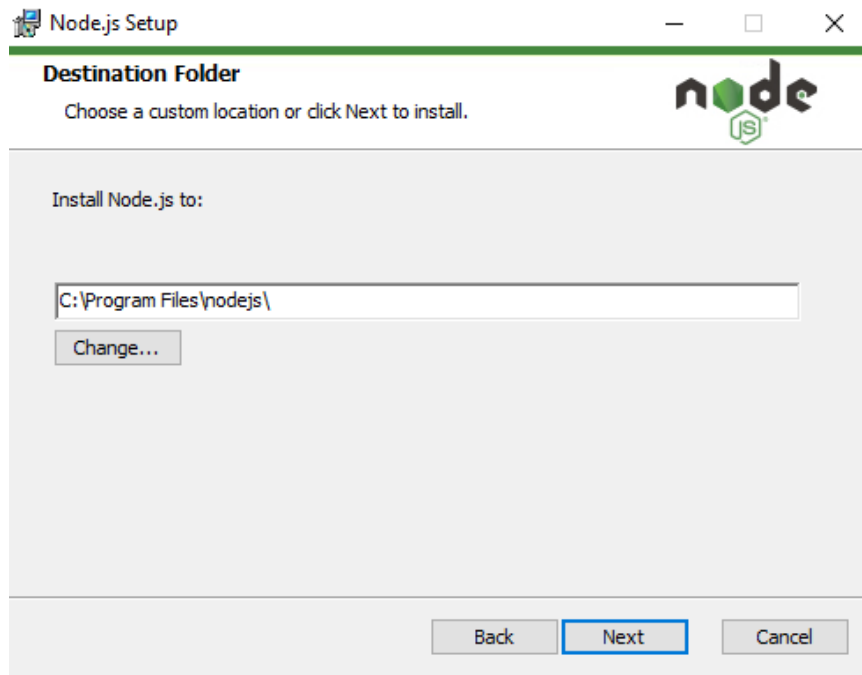 Node.js Setup
Destination Folder
Choose a custom location or click Next to install.
node
JS
Install Node.js to:
C:\Program Files\nodejs\
Change...
Back Next Cancel